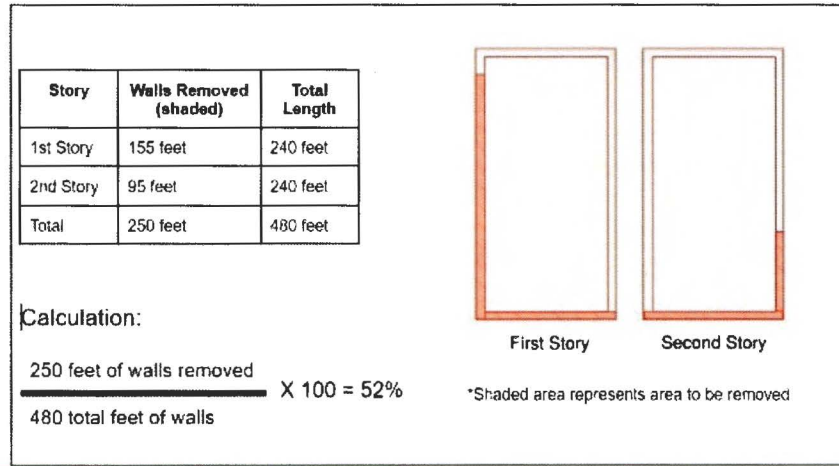 Story Walls Removed Total
(shaded) Length
1st Story 155 feet 240 feet
2nd Story 95 feet 240 feet
Total 250 feet 480 feet
Calculation:
250 feet of walls removed
X 100 = 52%
480 total feet of walls
First Story Second Story
*Shaded area represents area to be removed